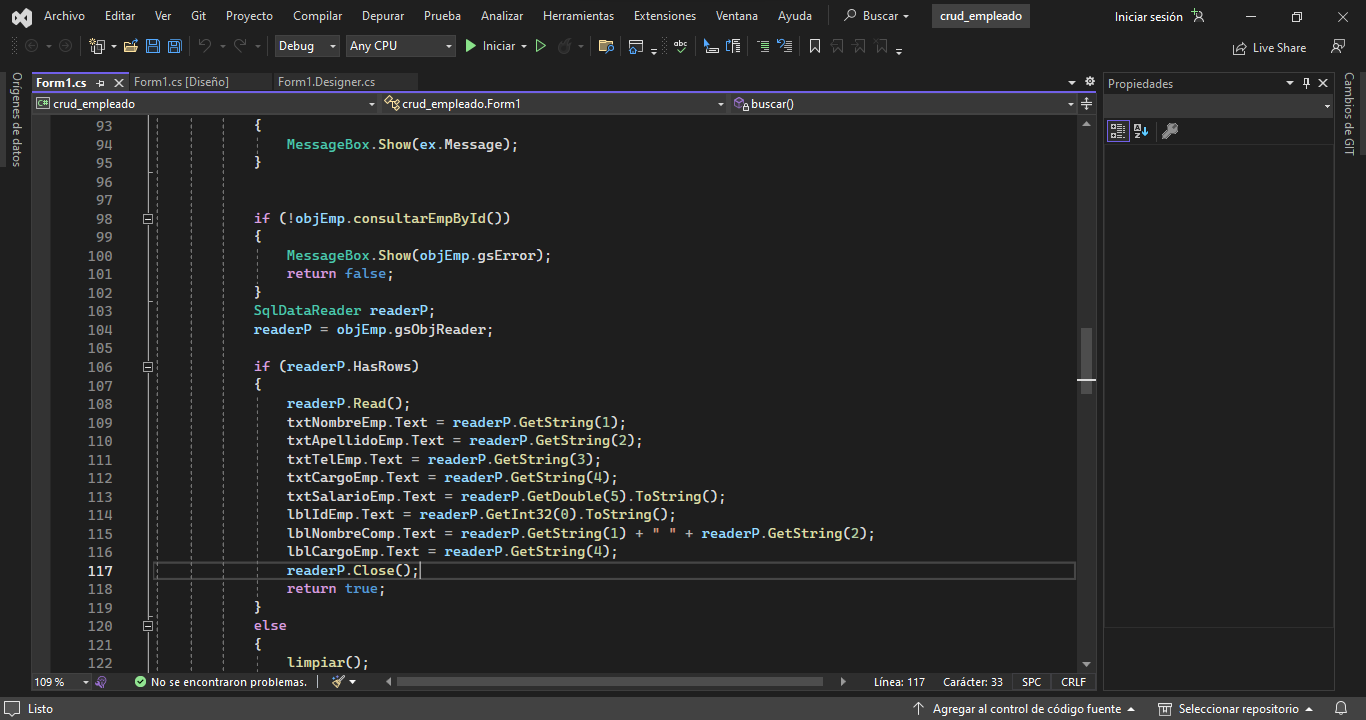 Archivo Editar Ver Git Proyecto Compilar Depurar Prueba Analizar Herramientas Extensiones Ventana Ayuda Buscar crud_empleado Iniciar sesión
Debug Any CPU Iniciar abc Live Share
Orígenes de datos
Form1.cs Form1.cs [Diseño] Form1.Designer.cs
C# crud_empleado crud_empleado.Form1 buscar()
93 {
94 MessageBox.Show(ex.Message);
95 }
96
97
98 if (!objEmp.consultarEmpById())
99 {
100 MessageBox.Show(objEmp.gsError);
101 return false;
102 }
103 SqlDataReader readerP;
104 readerP = objEmp.gsObjReader;
105
106 if (readerP.HasRows)
107 {
108 readerP.Read();
109 txtNombreEmp.Text = readerP.GetString(1);
110 txtApellidoEmp.Text = readerP.GetString(2);
111 txtTelEmp.Text = readerP.GetString(3);
112 txtCargoEmp.Text = readerP.GetString(4);
113 txtSalarioEmp.Text = readerP.GetDouble(5).ToString();
114 lblIdEmp.Text = readerP.GetInt32(0).ToString();
115 lblNombreComp.Text = readerP.GetString(1) + " " + readerP.GetString(2);
116 lblCargoEmp.Text = readerP.GetString(4);
117 readerP.Close();
118 return true;
119 }
120 else
121 {
122 limpiar();
109 % No se encontraron problemas. Línea: 117 Carácter: 33 SPC CRLF
Propiedades
Cambios de GIT
Listo Agregar al control de código fuente Seleccionar repositorio